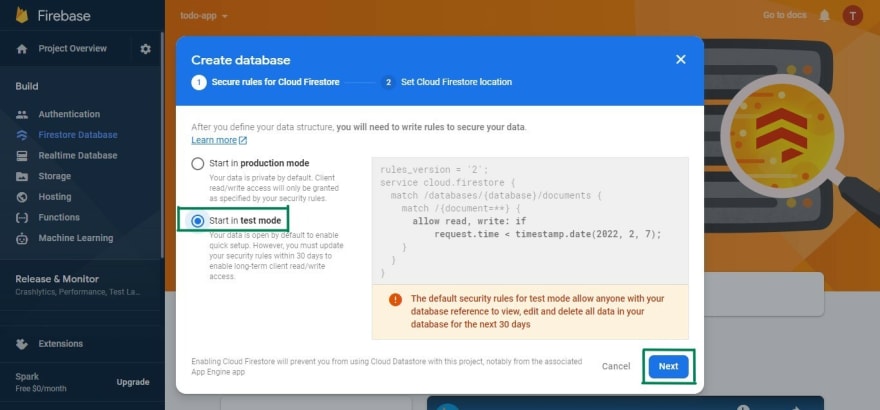 Firebase
todo-app
Go to docs
T
Project Overview
Build
Authentication
Firestore Database
Realtime Database
Storage
Hosting
Functions
Machine Learning
Release & Monitor
Crashlytics, Performance, Test La
Extensions
Spark
Free $0/month
Upgrade
Create database
1 Secure rules for Cloud Firestore
2 Set Cloud Firestore location
After you define your data structure, you will need to write rules to secure your data.
Learn more
Start in production mode
Your data is private by default. Client
read/write access will only be granted
as specified by your security rules.
Start in test mode
Your data is open by default to enable
quick setup. However, you must update
your security rules within 30 days to
enable long-term client read/write
access.
rules_version = '2';
service cloud.firestore {
match /databases/{database}/documents {
match /{document=**} {
allow read, write: if
request.time < timestamp.date(2022, 2, 7);
}
}
}
The default security rules for test mode allow anyone with your
database reference to view, edit and delete all data in your
database for the next 30 days
Enabling Cloud Firestore will prevent you from using Cloud Datastore with this project, notably from the associated
App Engine app
Cancel
Next